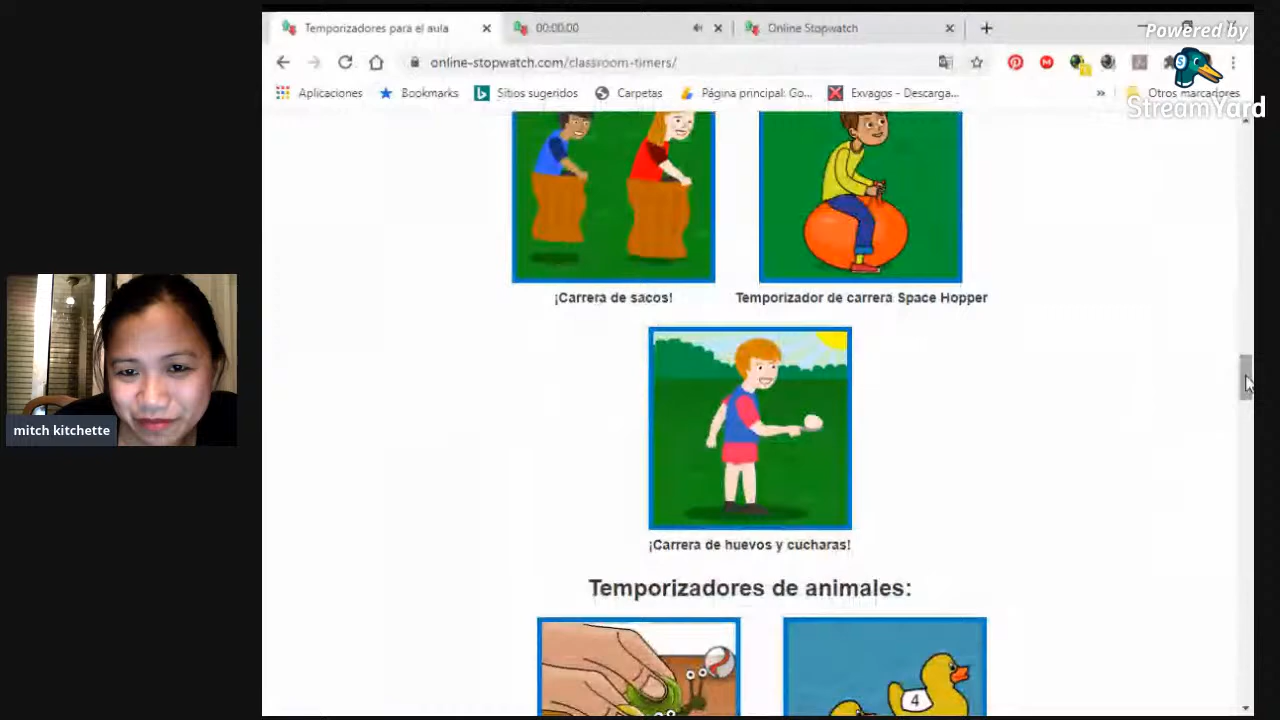 Temporizadores para el aula
00:00:00
Online Stopwatch
Powered by
online-stopwatch.com/classroom-timers/
StreamYard
Aplicaciones
Bookmarks
Sitios sugeridos
Carpetas
Página principal: Go...
Exvagos - Descarga...
»
Otros marcadores
¡Carrera de sacos!
Temporizador de carrera Space Hopper
mitch kitchette
¡Carrera de huevos y cucharas!
Temporizadores de animales:
4